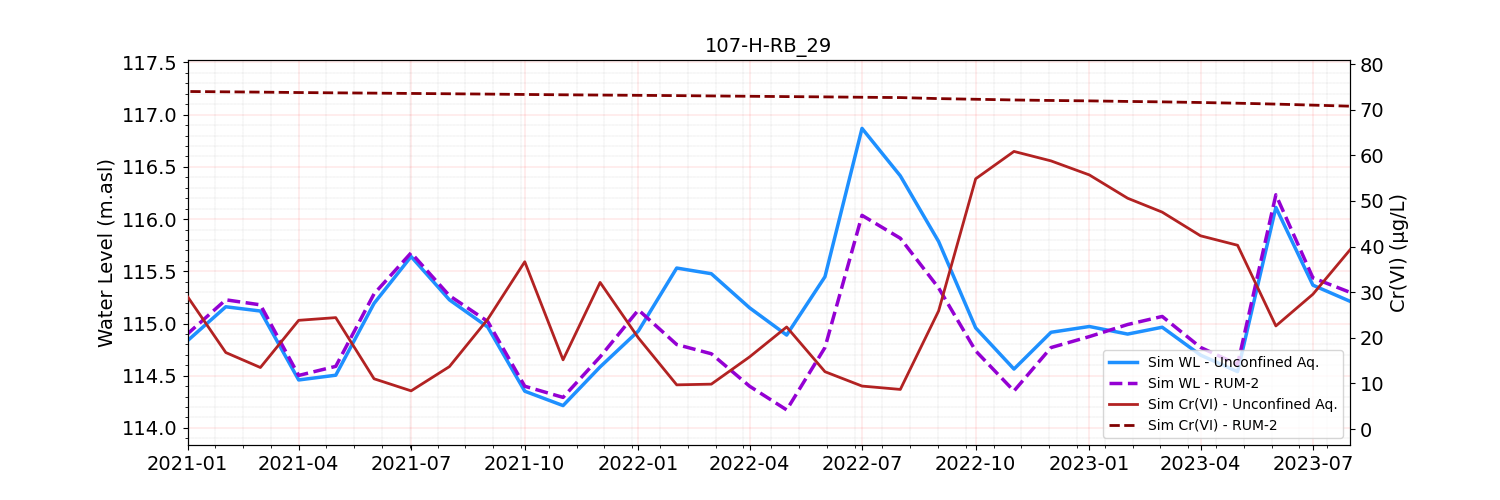 107-H-RB_29
117.5
117.0
116.5
116.0
115.5
115.0
114.5
114.0
Water Level (m.asl)
80
70
60
50
40
30
20
10
0
Cr(VI) (μg/L)
Sim WL - Unconfined Aq.
Sim WL - RUM-2
Sim Cr(VI) - Unconfined Aq.
Sim Cr(VI) - RUM-2
2021-01 2021-04 2021-07 2021-10 2022-01 2022-04 2022-07 2022-10 2023-01 2023-04 2023-07